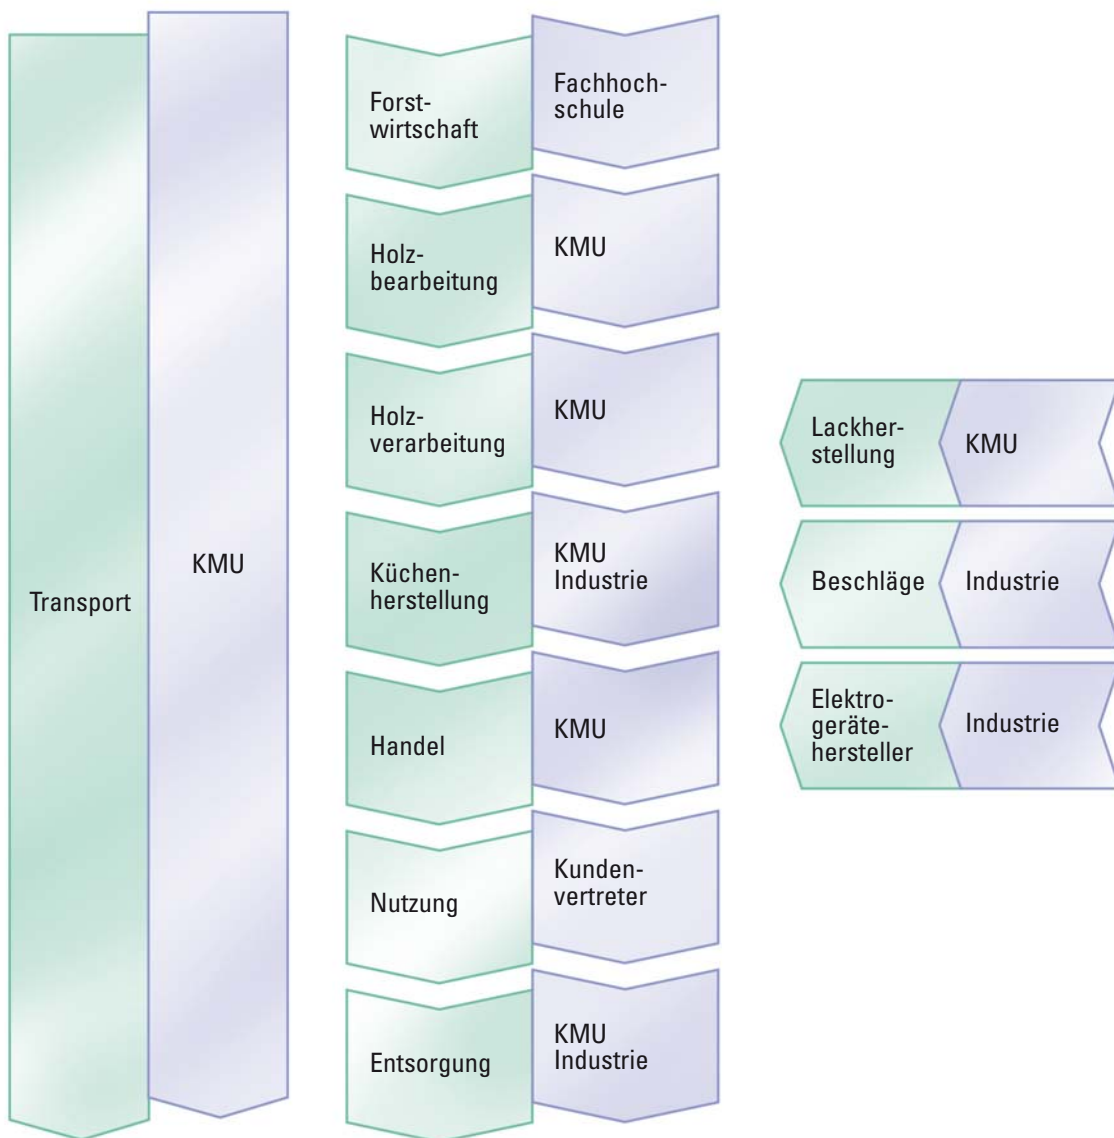 Transport
KMU
Forst-
wirtschaft
Fachhoch-
schule
Holz-
bearbeitung
KMU
Holz-
verarbeitung
KMU
Küchen-
herstellung
KMU
Industrie
Handel
KMU
Nutzung
Kunden-
vertreter
Entsorgung
KMU
Industrie
Lackher-
stellung
KMU
Beschläge
Industrie
Elektro-
geräte-
hersteller
Industrie